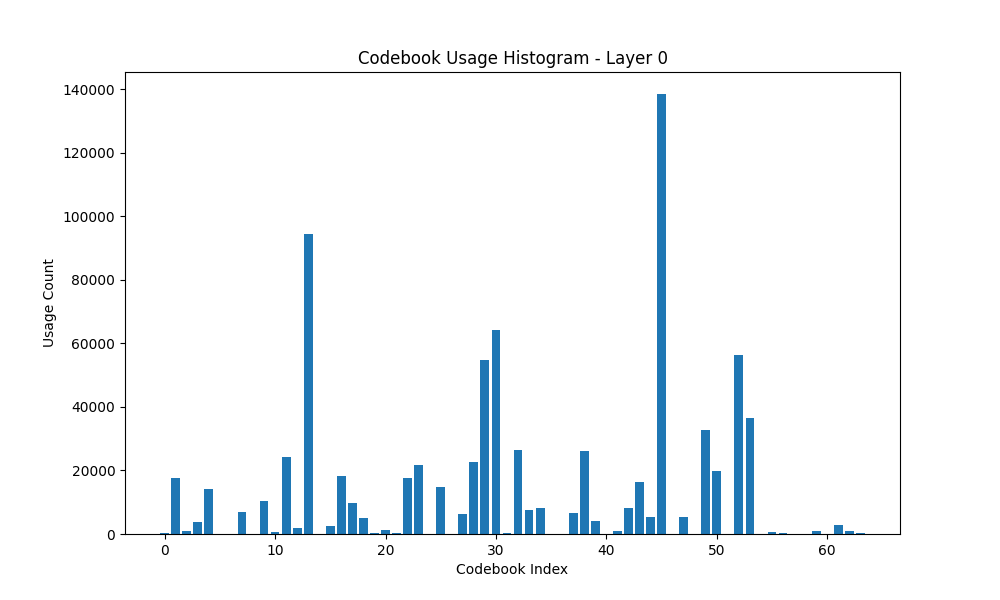 Codebook Usage Histogram - Layer 0
140000
120000
100000
80000
60000
40000
20000
0
Usage Count
0 10 20 30 40 50 60
Codebook Index